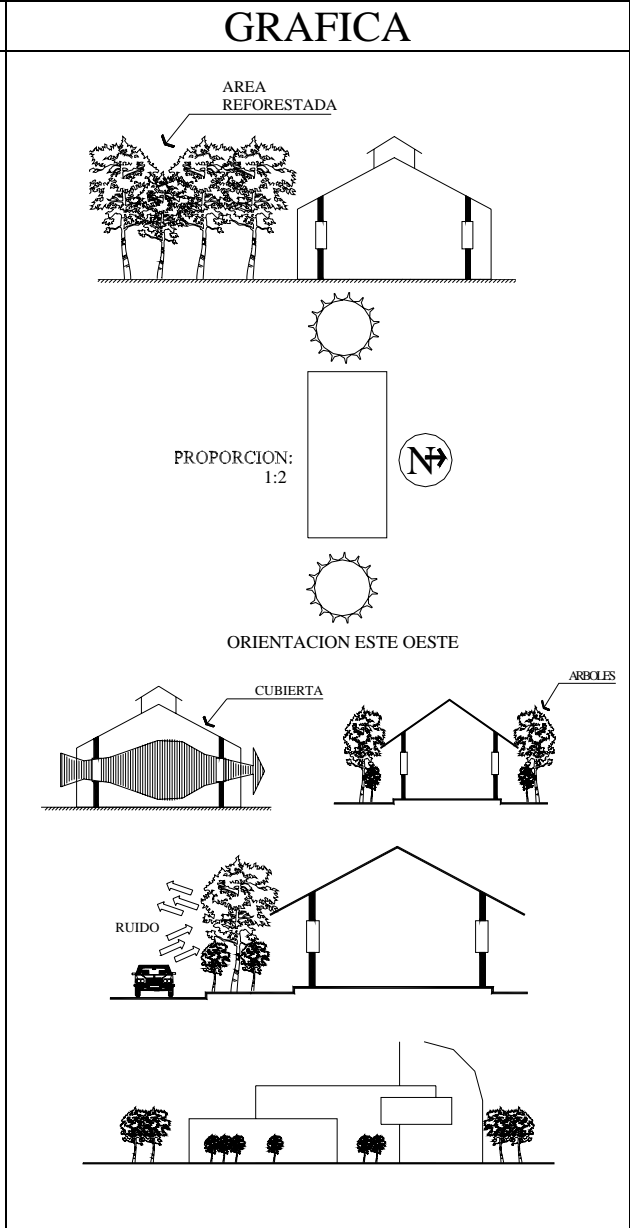 GRAFICA
AREA
REFORESTADA
PROPORCION:
1:2
N
ORIENTACION ESTE OESTE
CUBIERTA
ARBOLES
RUIDO